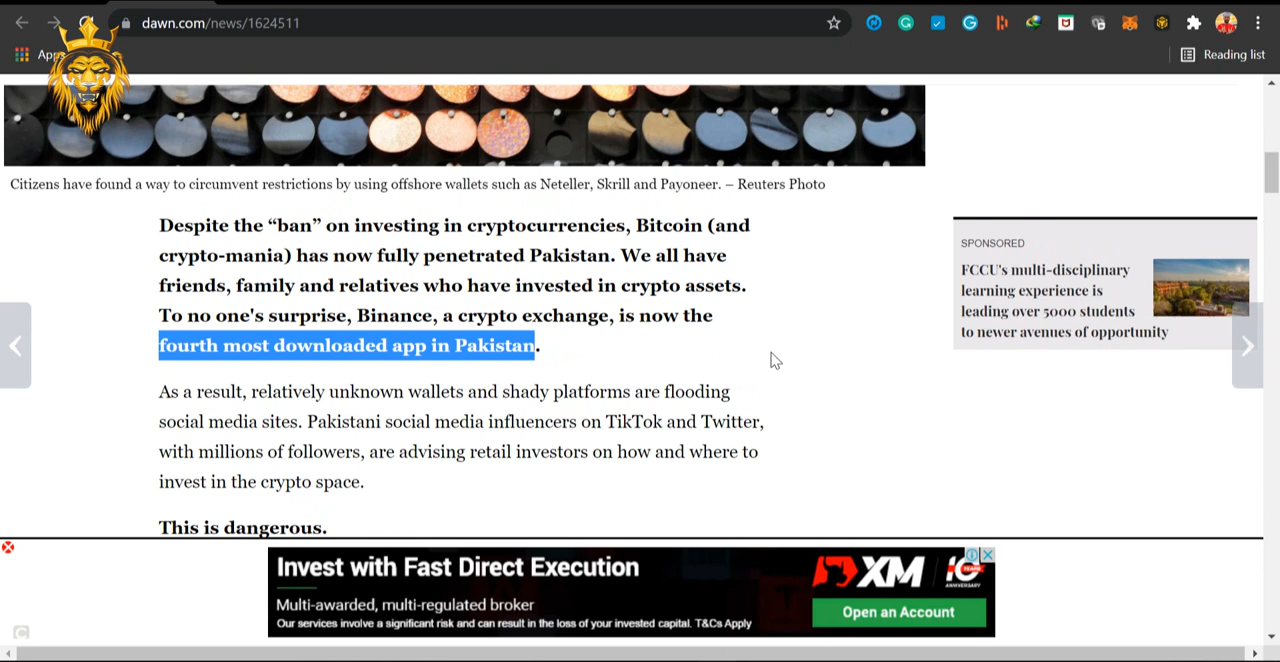 dawn.com/news/1624511
Apps
Reading list
Citizens have found a way to circumvent restrictions by using offshore wallets such as Neteller, Skrill and Payoneer. – Reuters Photo
Despite the “ban” on investing in cryptocurrencies, Bitcoin (and
crypto-mania) has now fully penetrated Pakistan. We all have
friends, family and relatives who have invested in crypto assets.
To no one's surprise, Binance, a crypto exchange, is now the
fourth most downloaded app in Pakistan.
SPONSORED
FCCU's multi-disciplinary
learning experience is
leading over 5000 students
to newer avenues of opportunity
As a result, relatively unknown wallets and shady platforms are flooding
social media sites. Pakistani social media influencers on TikTok and Twitter,
with millions of followers, are advising retail investors on how and where to
invest in the crypto space.
This is dangerous.
Invest with Fast Direct Execution
Multi-awarded, multi-regulated broker
Our services involve a significant risk and can result in the loss of your invested capital. T&Cs Apply
XM
10 YEARS
ANNIVERSARY
Open an Account